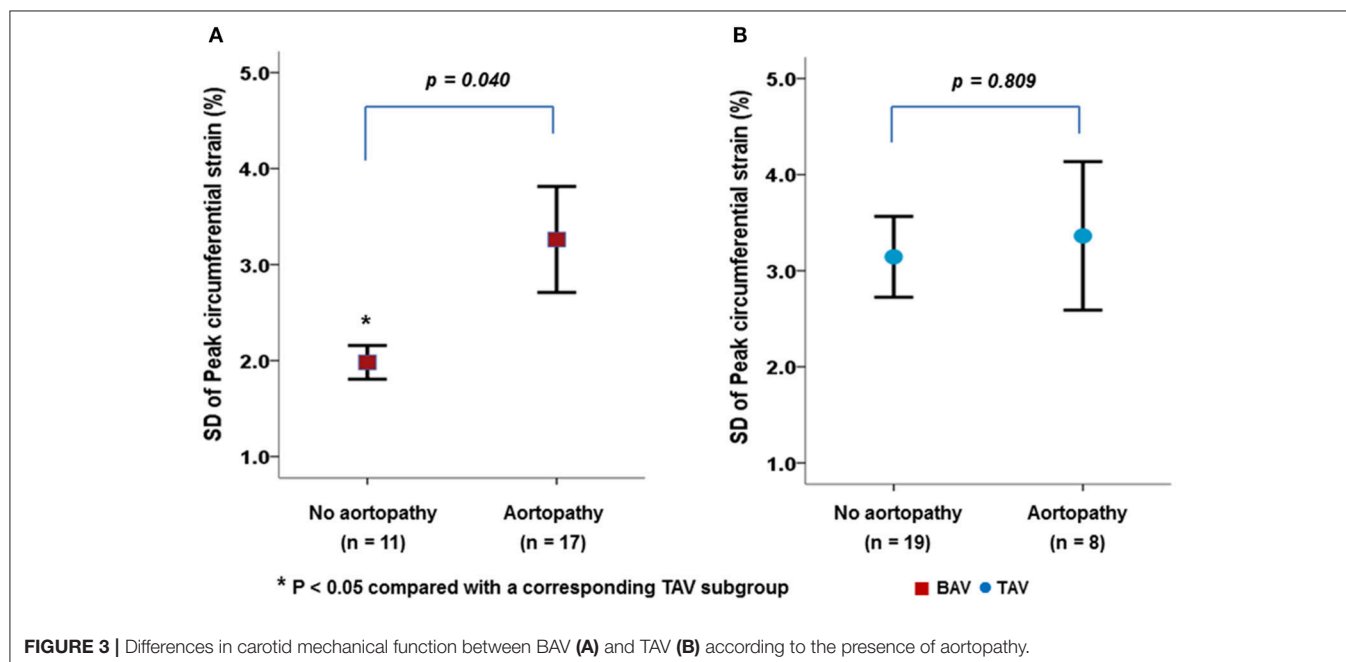 A
SD of Peak circumferential strain (%)
5.0
4.0
3.0
2.0
1.0
p = 0.040
*
No aortopathy
(n = 11)
Aortopathy
(n = 17)
B
SD of Peak circumferential strain (%)
5.0
4.0
3.0
2.0
1.0
p = 0.809
No aortopathy
(n = 19)
Aortopathy
(n = 8)
* P < 0.05 compared with a corresponding TAV subgroup
BAV TAV
FIGURE 3 | Differences in carotid mechanical function between BAV (A) and TAV (B) according to the presence of aortopathy.